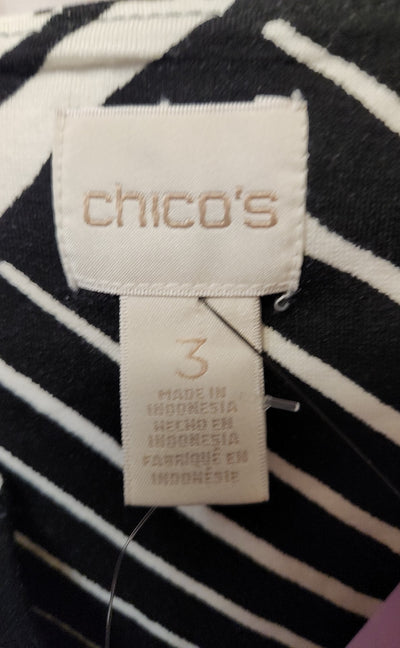 chico's
3
MADE IN
INDONESIA
HECHO EN
INDONESIA
FABRIQUÉ EN
INDONÉSIE